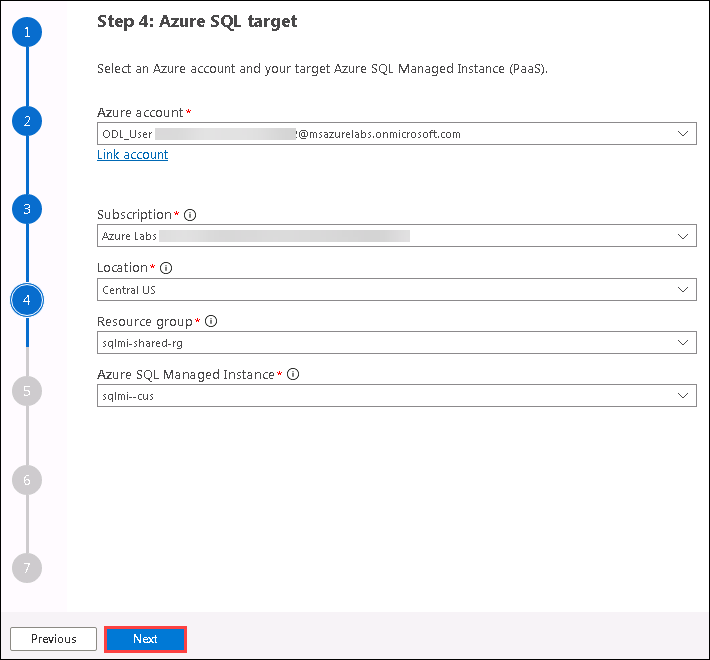 Step 4: Azure SQL target
1
Select an Azure account and your target Azure SQL Managed Instance (PaaS).
Azure account*
2
ODL_User @msazurelabs.onmicrosoft.com
Link account
3
Subscription*
Azure Labs
Location*
4
Central US
Resource group*
sqlmi-shared-rg
Azure SQL Managed Instance*
5
sqlmi--cus
6
7
Previous
Next